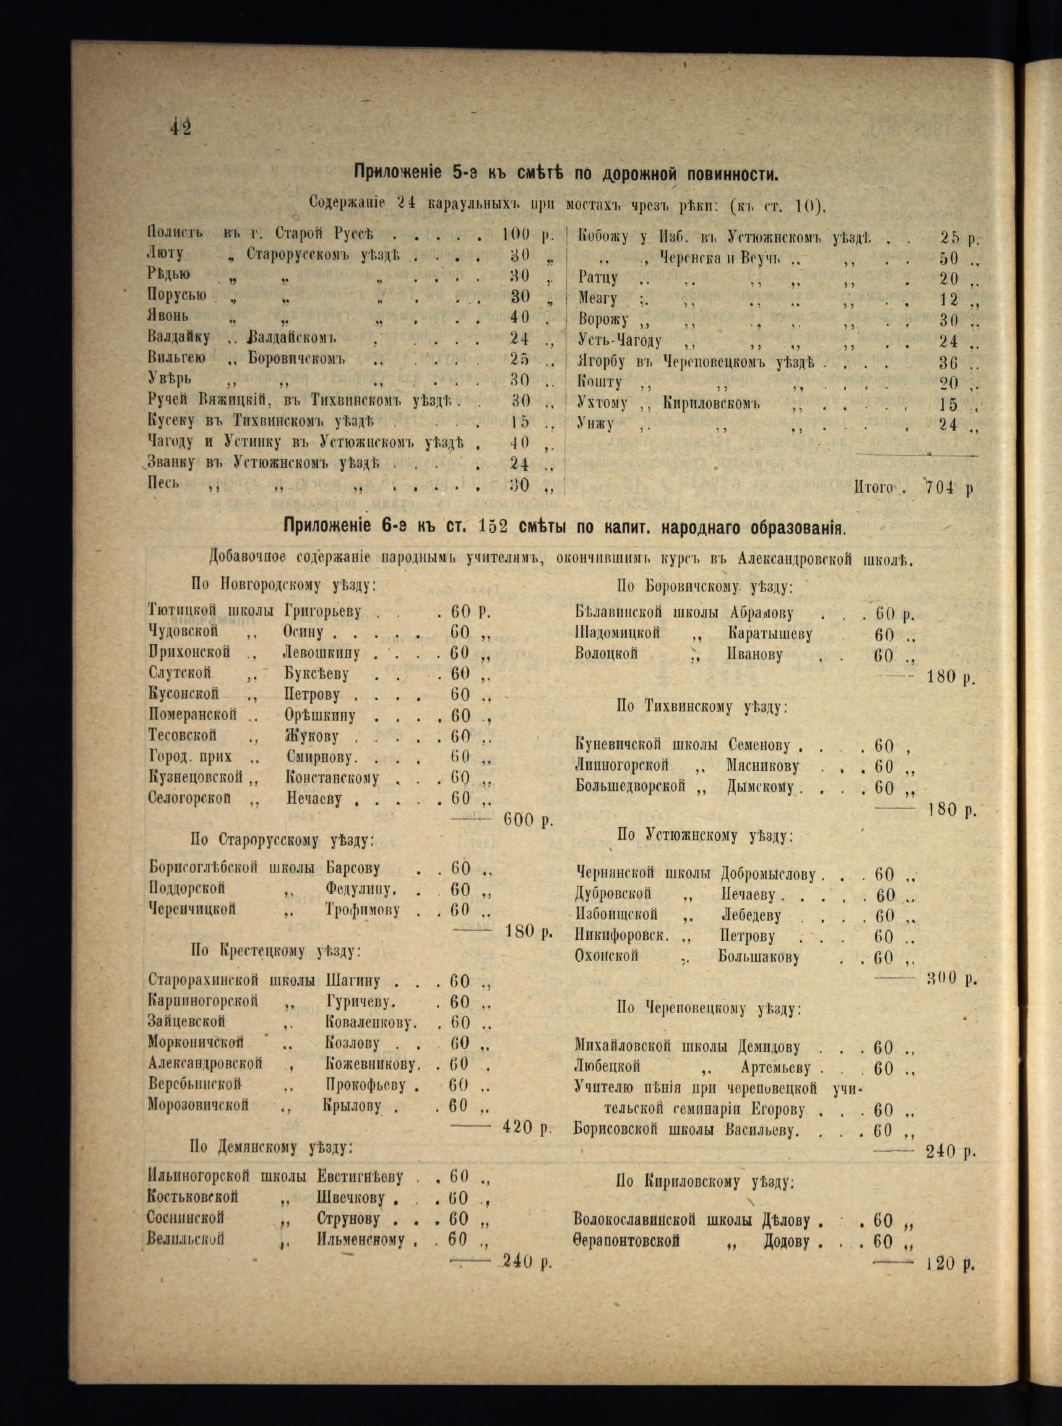 42
Приложеніе 5-е къ смѣтѣ по дорожной повинности.
Содержаніе 24 караульныхъ при мостахъ чрезъ рѣки: (къ ст. 10).
Полисть въ г. Старой Руссѣ . . . . . 100 р.
Люту „ Старорусскомъ уѣздѣ . . . . 30 „
Рѣдью „ „ „ . . . . 30 „
Порусью „ „ „ . . . . 30 „
Явонь „ „ „ . . . . 40 „
Валдайку „ Валдайскомъ „ . . . . 24 „
Вильгею „ Боровичскомъ „ . . . 25 „
Увѣрь „ „ „ . . . 30 „
Ручей Вяжицкій, въ Тихвинскомъ уѣздѣ . . 30 „
Кусеку въ Тихвинскомъ уѣздѣ . . . . 15 „
Чагоду и Устинку въ Устюжнскомъ уѣздѣ . 40 „
Званку въ Устюжнскомъ уѣздѣ . . . . 24 „
Песь „ „ „ . . . . . 30 „
Кобожу у Изб. въ Устюжнскомъ уѣздѣ . . 25 р.
„ „ Черенска и Веучь „ „ . . 50 „
Ратцу „ „ „ „ „ . 20 „
Мезгу „ „ „ „ „ . . 12 „
Ворожу „ „ „ „ „ . . 30 „
Усть-Чагоду „ „ „ „ . . 24 „
Ягорбу въ Череповецкомъ уѣздѣ . . . . 36 „
Кошту „ „ „ . . . . 20 „
Ухтому „ Кириловскомъ „ . . . . 15 „
Унжу „ „ „ . . . . 24 „
Итого . 704 р
Приложеніе 6-е къ ст. 152 смѣты по капит. народнаго образованія.
Добавочное содержаніе народнымъ учителямъ, окончившимъ курсъ въ Александровской школѣ.
По Новгородскому уѣзду:
Тютицкой школы Григорьеву . . . 60 р.
Чудовской „ Осину . . . . . 60 „
Прихонской „ Левошкину . . . . 60 „
Слутской „ Буксѣеву . . . 60 „
Кусонской „ Петрову . . . . 60 „
Померанской „ Орѣшкину . . . . 60 „
Тесовской „ Жукову . . . . . 60 „
Город. прих „ Смирнову. . . . 60 „
Кузнецовской „ Констанскому . . . 60 „
Селогорской „ Нечаеву . . . . . 60 „
600 р.
По Старорусскому уѣзду:
Борисоглѣбской школы Барсову . . 60 „
Поддорской „ Федулину. . 60 „
Черенчицкой „ Трофимову . . 60 „
180 р.
По Крестецкому уѣзду:
Старорахинской школы Шагину . . . 60 „
Карпиногорской „ Гуричеву. . 60 „
Зайцевской „ Коваленкову. . 60 „
Морконичской „ Козлову . . 60 „
Александровской „ Кожевникову. . 60 „
Веребьинской „ Прокофьеву . 60 „
Морозовичской „ Крылову . . 60 „
420 р.
По Демянскому уѣзду:
Ильиногорской школы Евстигнѣову . . 60 „
Костьковской „ Швечкову . . . 60 „
Соснинской „ Струнову . . . 60 „
Велильской „ Ильменскому . . 60 „
240 р.
По Боровичскому уѣзду:
Бѣлавинской школы Абрамову . . . 60 р.
Шадомицкой „ Каратышеву 60 „
Волоцкой „ Иванову . . 60 „
180 р.
По Тихвинскому уѣзду:
Куневичской школы Семенову . . . . 60 „
Липногорской „ Мясникову . . . 60 „
Большедворской „ Дымскому . . . . 60 „
180 р.
По Устюжнскому уѣзду:
Чернянской школы Добромыслову . . . 60 „
Дубровской „ Нечаеву . . . . . 60 „
Избоищской „ Лебедеву . . . . 60 „
Никифоровск. „ Петрову . . . 60 „
Охонской „ Большакову . . 60 „
300 р.
По Череповецкому уѣзду:
Михайловской школы Демидову . . . 60 „
Любецкой „ Артемьеву . . . 60 „
Учителю пѣнія при череповецкой учи-
тельской семинаріи Егорову . . . 60 „
Борисовской школы Васильеву. . . . 60 „
240 р.
По Кириловскому уѣзду:
Волокославинской школы Дѣлову . . . 60 „
Ѳерапонтовской „ Додову . . . 60 „
120 р.